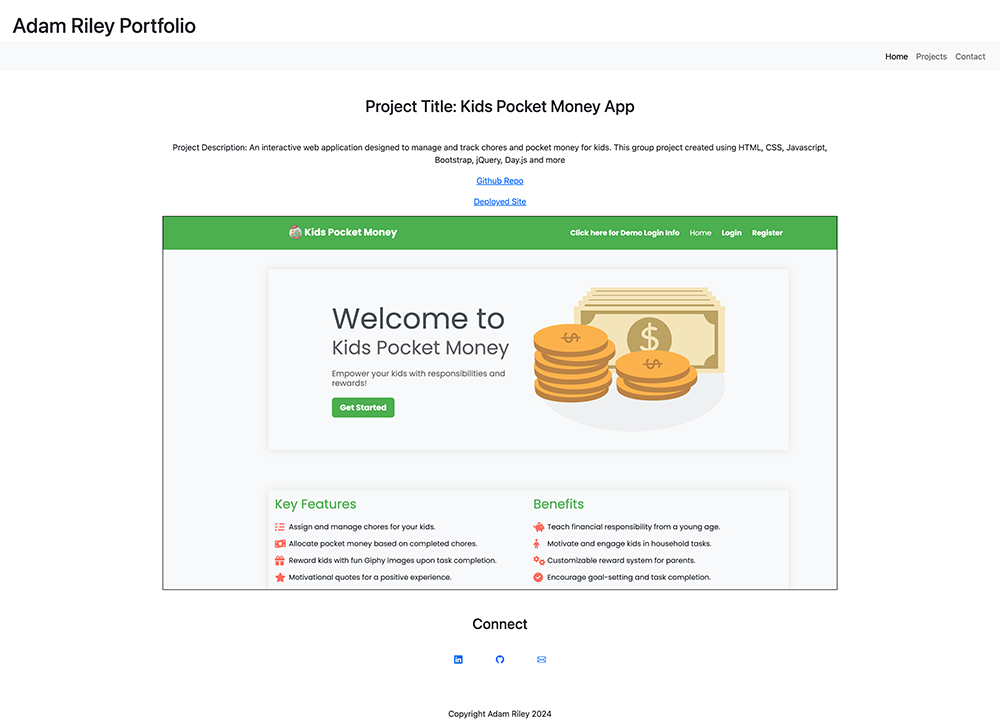 Adam Riley Portfolio
Home Projects Contact
Project Title: Kids Pocket Money App
Project Description: An interactive web application designed to manage and track chores and pocket money for kids. This group project created using HTML, CSS, Javascript,
Bootstrap, jQuery, Day.js and more
Github Repo
Deployed Site
Kids Pocket Money
Click here for Demo Login Info Home Login Register
Welcome to
Kids Pocket Money
Empower your kids with responsibilities and
rewards!
Get Started
$
$
$
Key Features
Assign and manage chores for your kids.
Allocate pocket money based on completed chores.
Reward kids with fun Giphy images upon task completion.
Motivational quotes for a positive experience.
Benefits
Teach financial responsibility from a young age.
Motivate and engage kids in household tasks.
Customizable reward system for parents.
Encourage goal-setting and task completion.
Connect
Copyright Adam Riley 2024